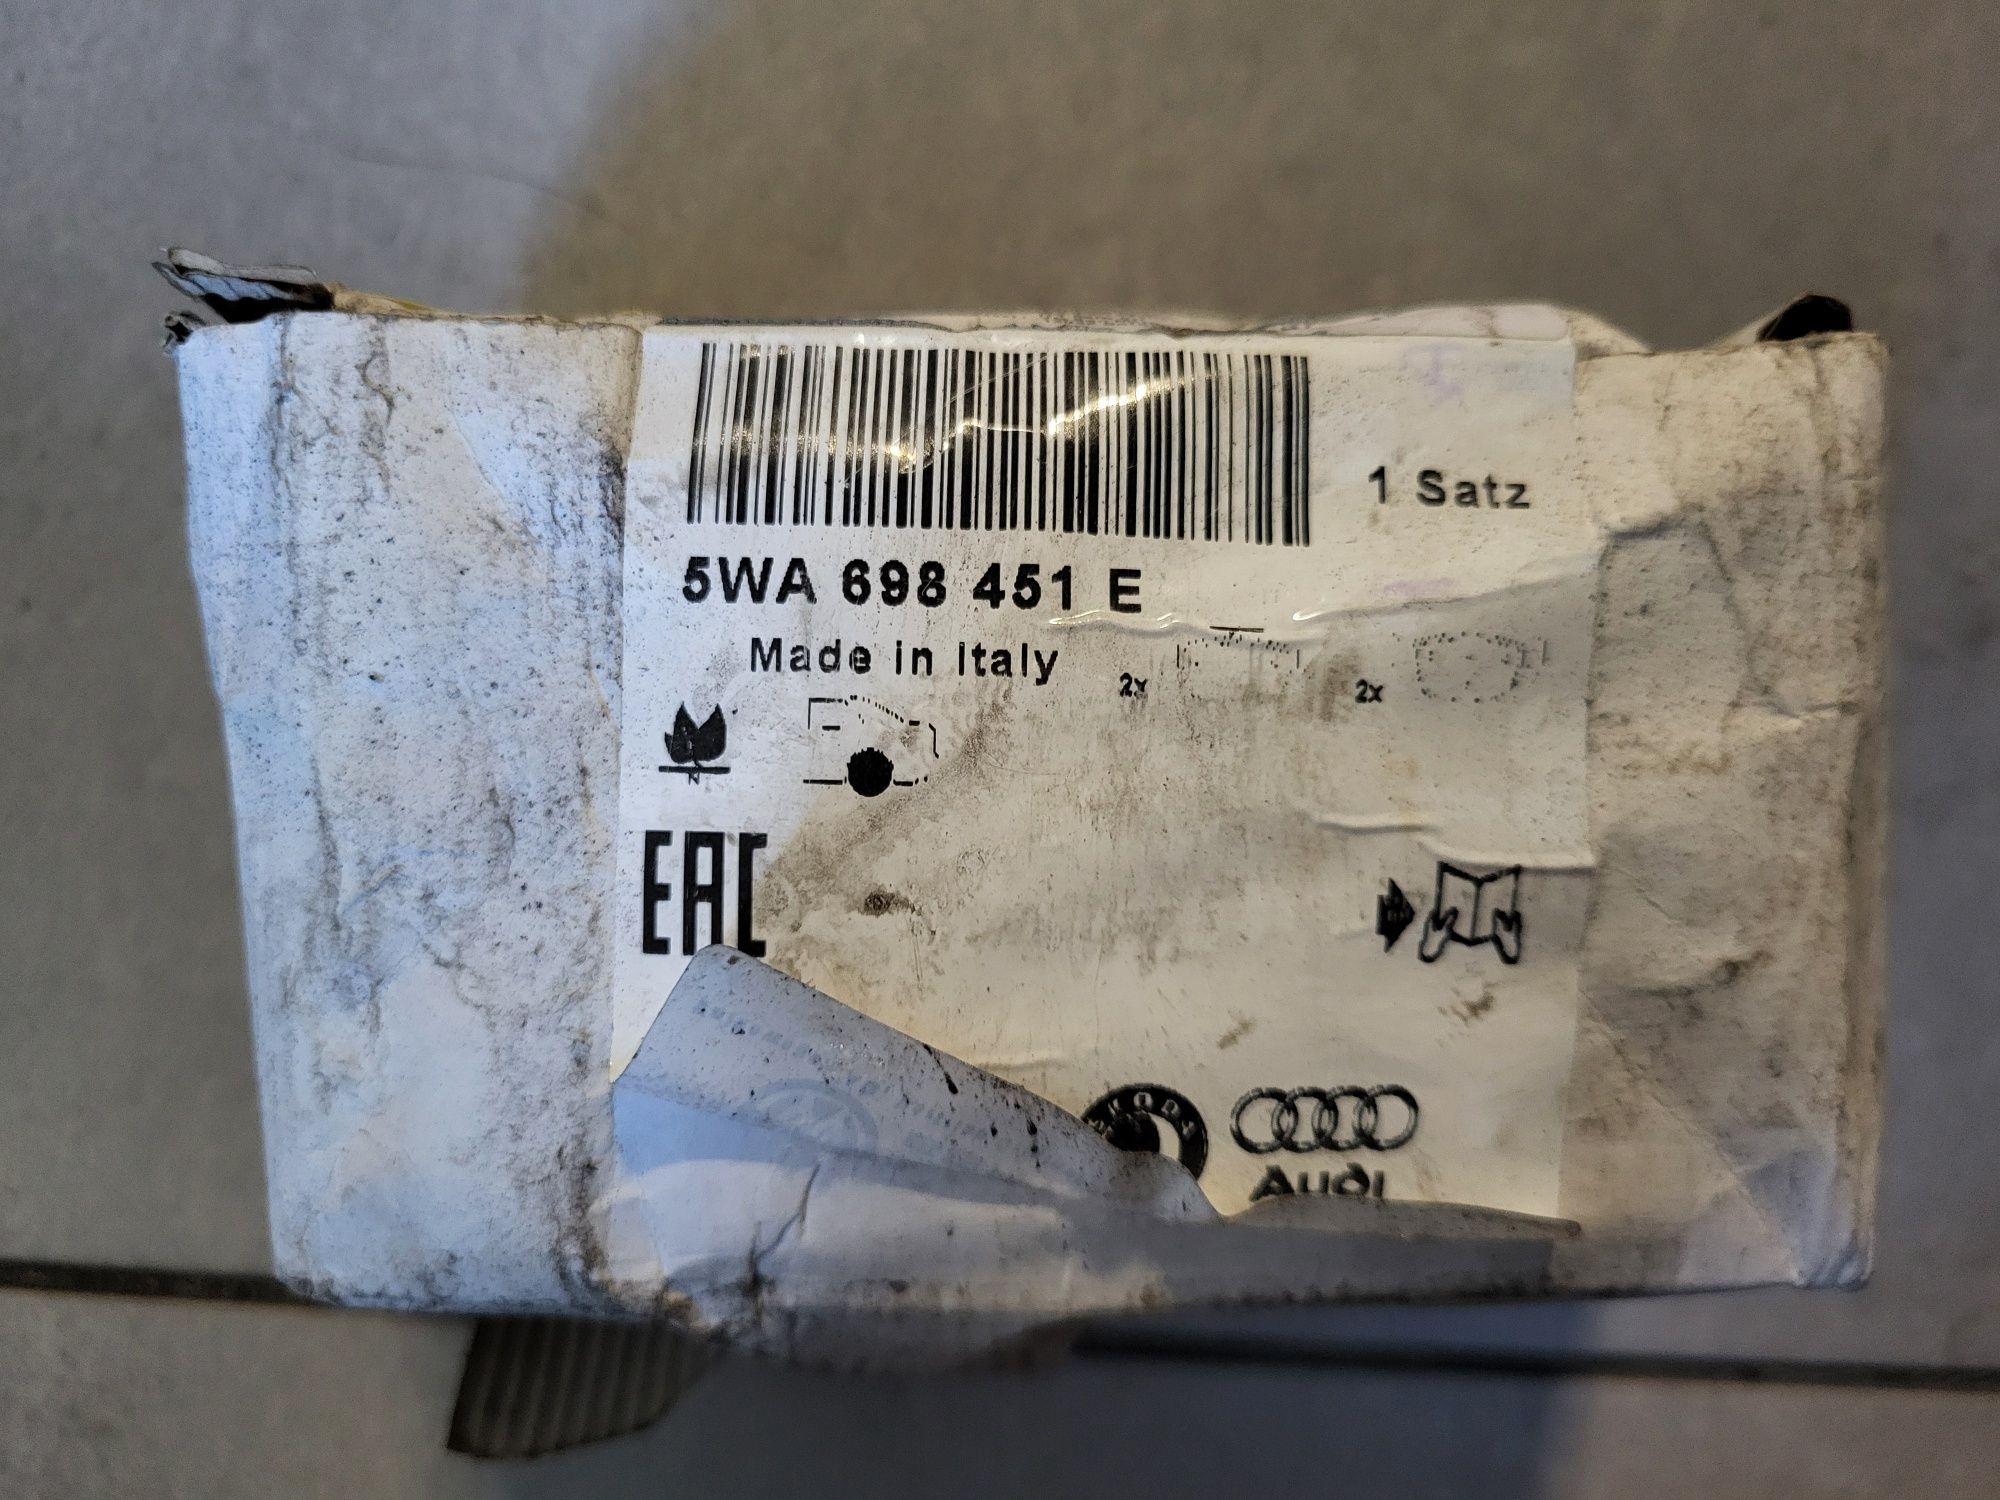 1 Satz
5WA 698 451 E
Made in Italy
2x
2x
EAC
AUDI